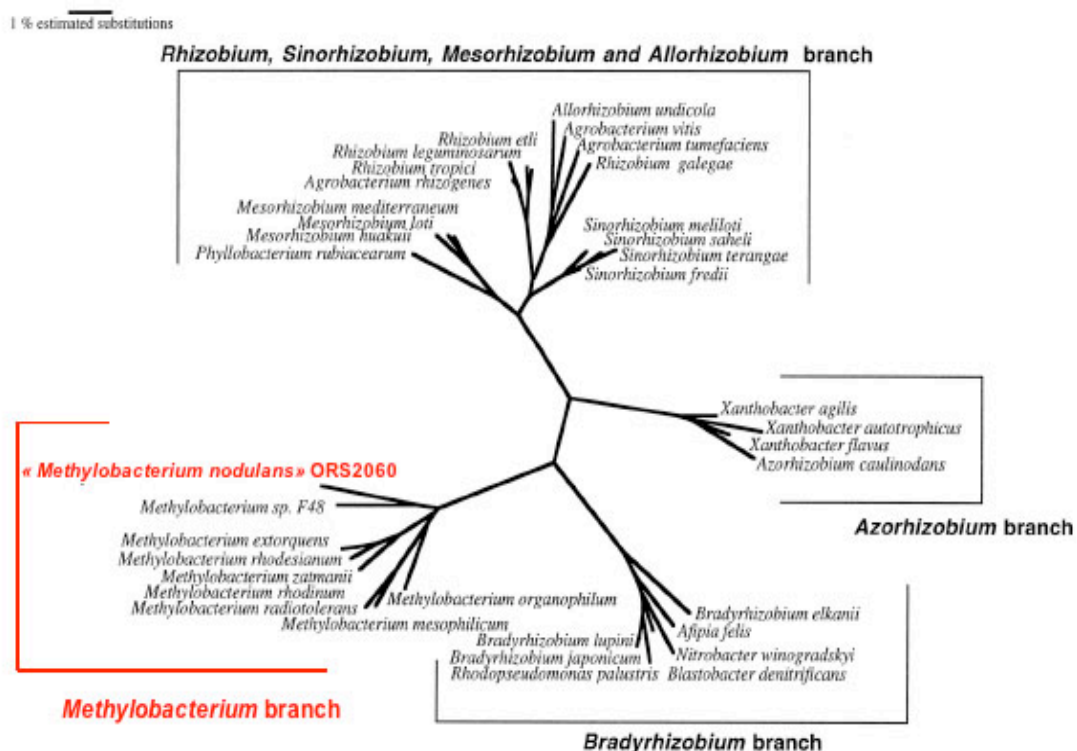 1 % estimated substitutions
Rhizobium, Sinorhizobium, Mesorhizobium and Allorhizobium branch
Allorhizobium undicola
Agrobacterium vitis
Agrobacterium tumefaciens
Rhizobium galegae
Rhizobium etli
Rhizobium leguminosarum
Rhizobium tropici
Agrobacterium rhizogenes
Mesorhizobium mediterraneum
Mesorhizobium loti
Mesorhizobium huakuii
Phyllobacterium rubiacearum
Sinorhizobium meliloti
Sinorhizobium saheli
Sinorhizobium terangae
Sinorhizobium fredii
Xanthobacter agilis
Xanthobacter autotrophicus
Xanthobacter flavus
Azorhizobium caulinodans
Azorhizobium branch
« Methylobacterium nodulans» ORS2060
Methylobacterium sp. F48
Methylobacterium extorquens
Methylobacterium rhodesianum
Methylobacterium zatmanii
Methylobacterium rhodinum
Methylobacterium radiotolerans
Methylobacterium mesophilicum
Methylobacterium organophilum
Methylobacterium branch
Bradyrhizobium elkanii
Afipia felis
Nitrobacter winogradskyi
Blastobacter denitrificans
Bradyrhizobium lupini
Bradyrhizobium japonicum
Rhodopseudomonas palustris
Bradyrhizobium branch